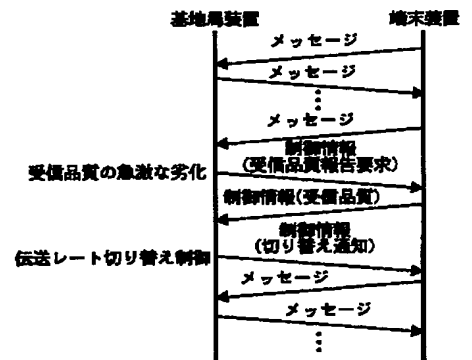 基地局装置 端末装置
メッセージ
メッセージ
メッセージ
制御情報
(受信品質報告要求)
受信品質の急激な劣化
制御情報(受信品質)
制御情報
(切り替え通知)
伝送レート切り替え制御
メッセージ
メッセージ